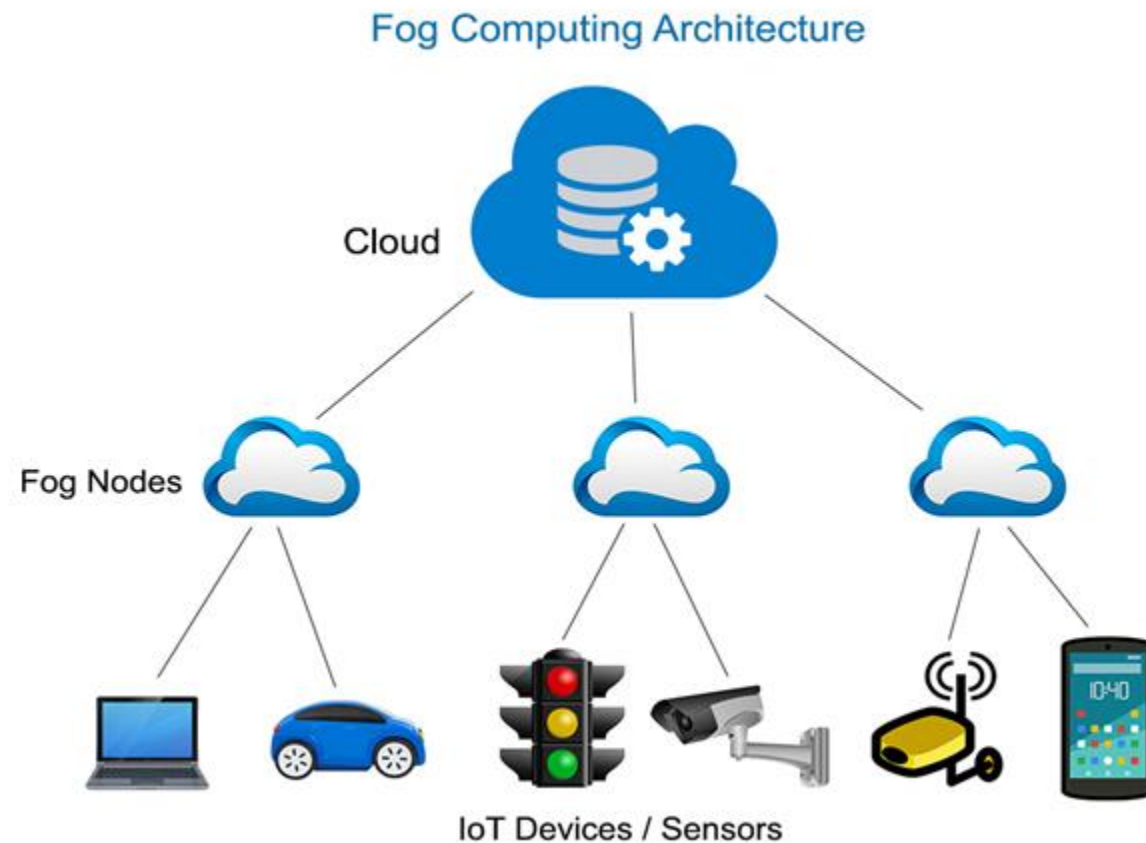 Fog Computing Architecture
Cloud
Fog Nodes
10:40
IoT Devices / Sensors